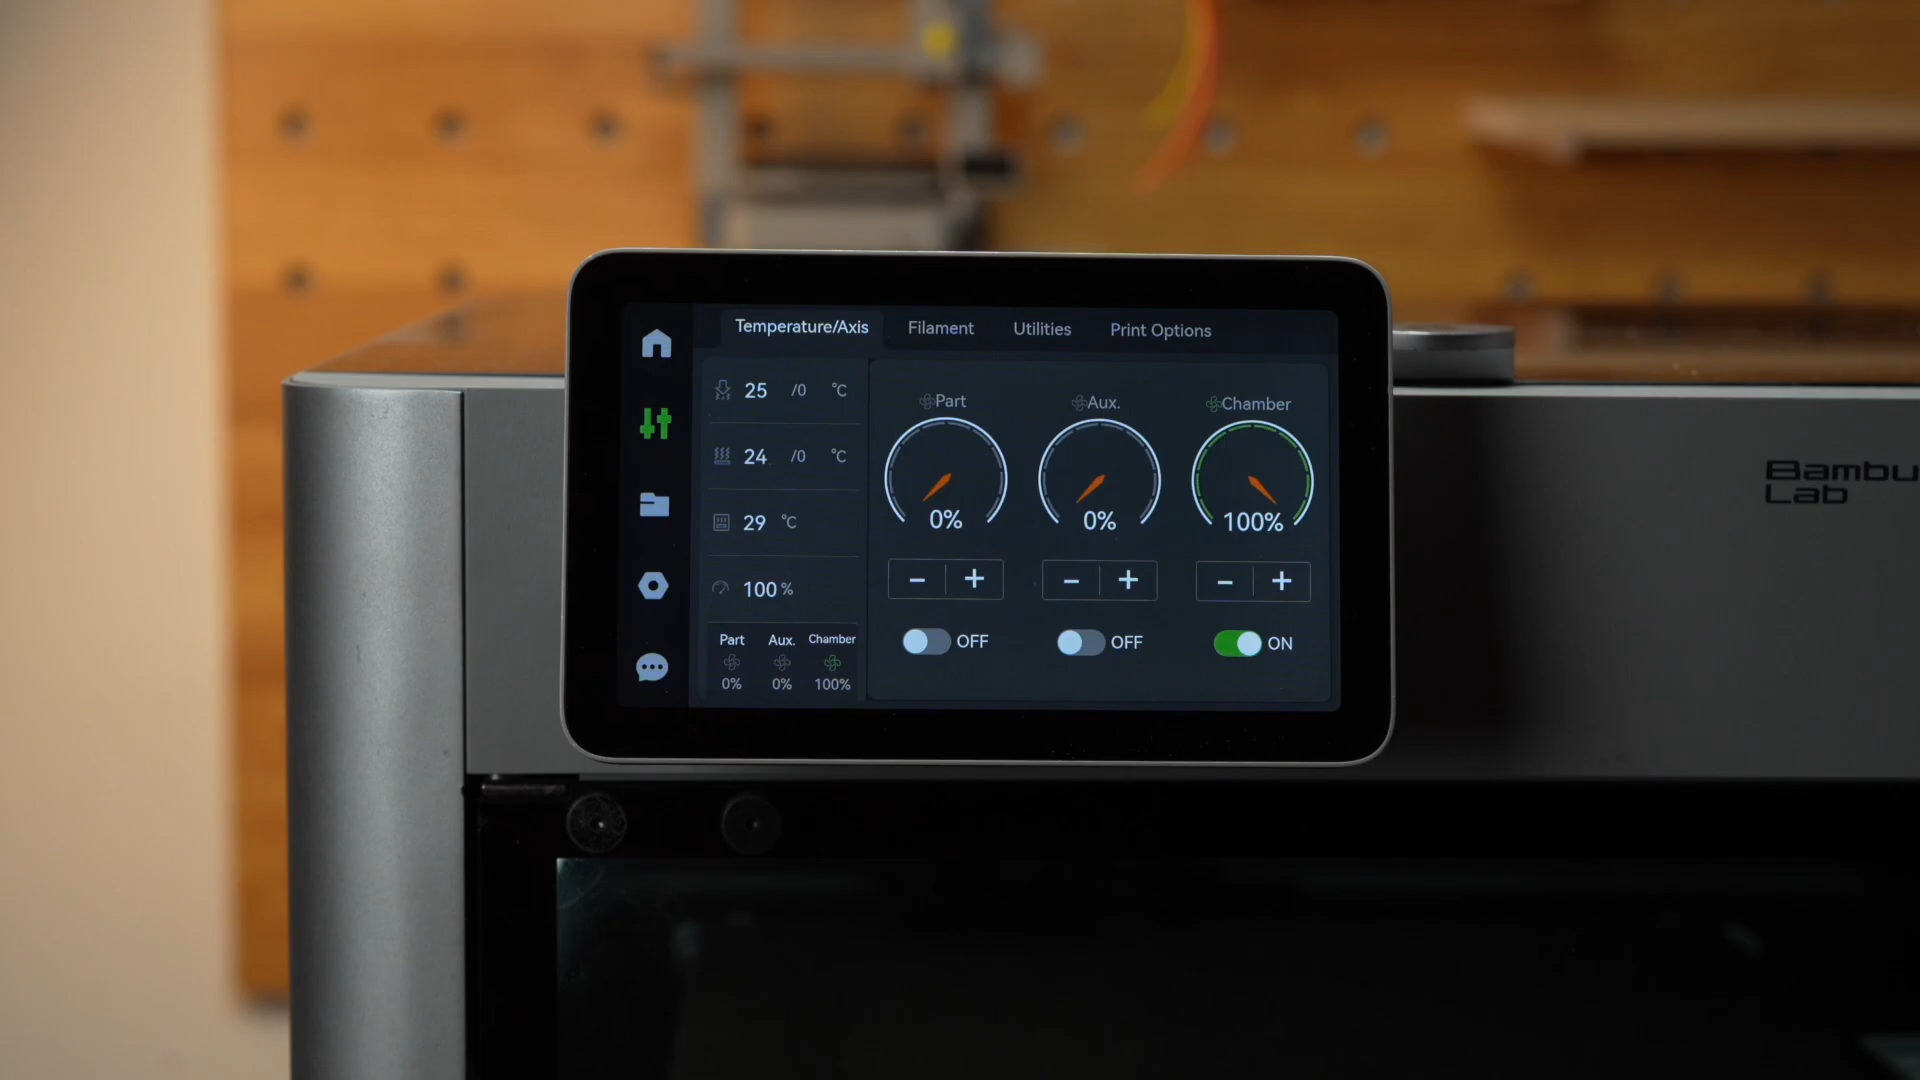 Temperature/Axis Filament Utilities Print Options
25 /0 °C
24 /0 °C
29 °C
100 %
Part Aux. Chamber
0% 0% 100%
Part Aux. Chamber
0% 0% 100%
− + − + − +
OFF OFF ON
Bambu
Lab